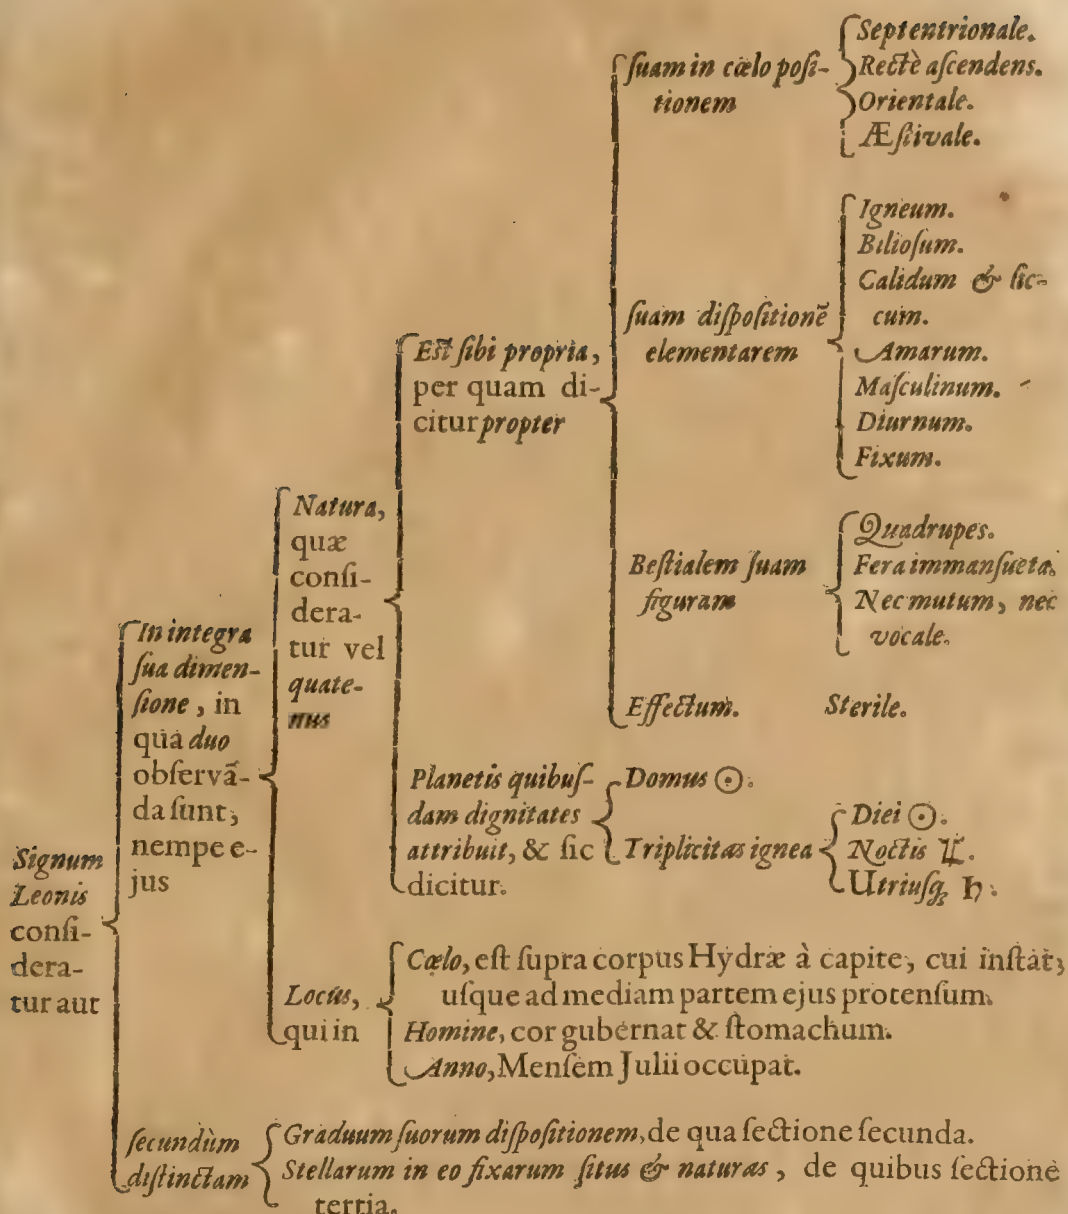 Signum
Leonis
conſi-
dera-
tur aut
In integra
ſua dimen-
ſione, in
quâ duo
obſervā-
da ſunt,
nempe e-
jus
Natura,
quæ
conſi-
dera-
tur vel
quate-
nus
Eſt ſibi propria,
per quam di-
citur propter
ſuam in cœlo poſi-
tionem
Septentrionale.
Rectè aſcendens.
Orientale.
Æſtivale.
ſuam diſpoſitionẽ
elementarem
Igneum.
Bilioſum.
Calidum & ſic-
cum.
Amarum.
Maſculinum.
Diurnum.
Fixum.
Beſtialem ſuam
figuram
Quadrupes.
Fera immanſueta.
Nec mutum, nec
vocale.
Effectum. Sterile.
Planetis quibuſ-
dam dignitates
attribuit, & ſic
dicitur.
Domus ☉.
Triplicitas ignea
Diei ☉.
Noctis ♃.
Utriuſq; ♄.
Locus,
qui in
Cœlo, eſt ſupra corpus Hydræ à capite, cui inſtat,
uſque ad mediam partem ejus protenſum.
Homine, cor gubernat & ſtomachum.
Anno, Menſem Julii occupat.
ſecundùm
diſtinctam
Graduum ſuorum diſpoſitionem, de qua ſectione ſecunda.
Stellarum in eo fixarum ſitus & naturas, de quibus ſectione
tertia.